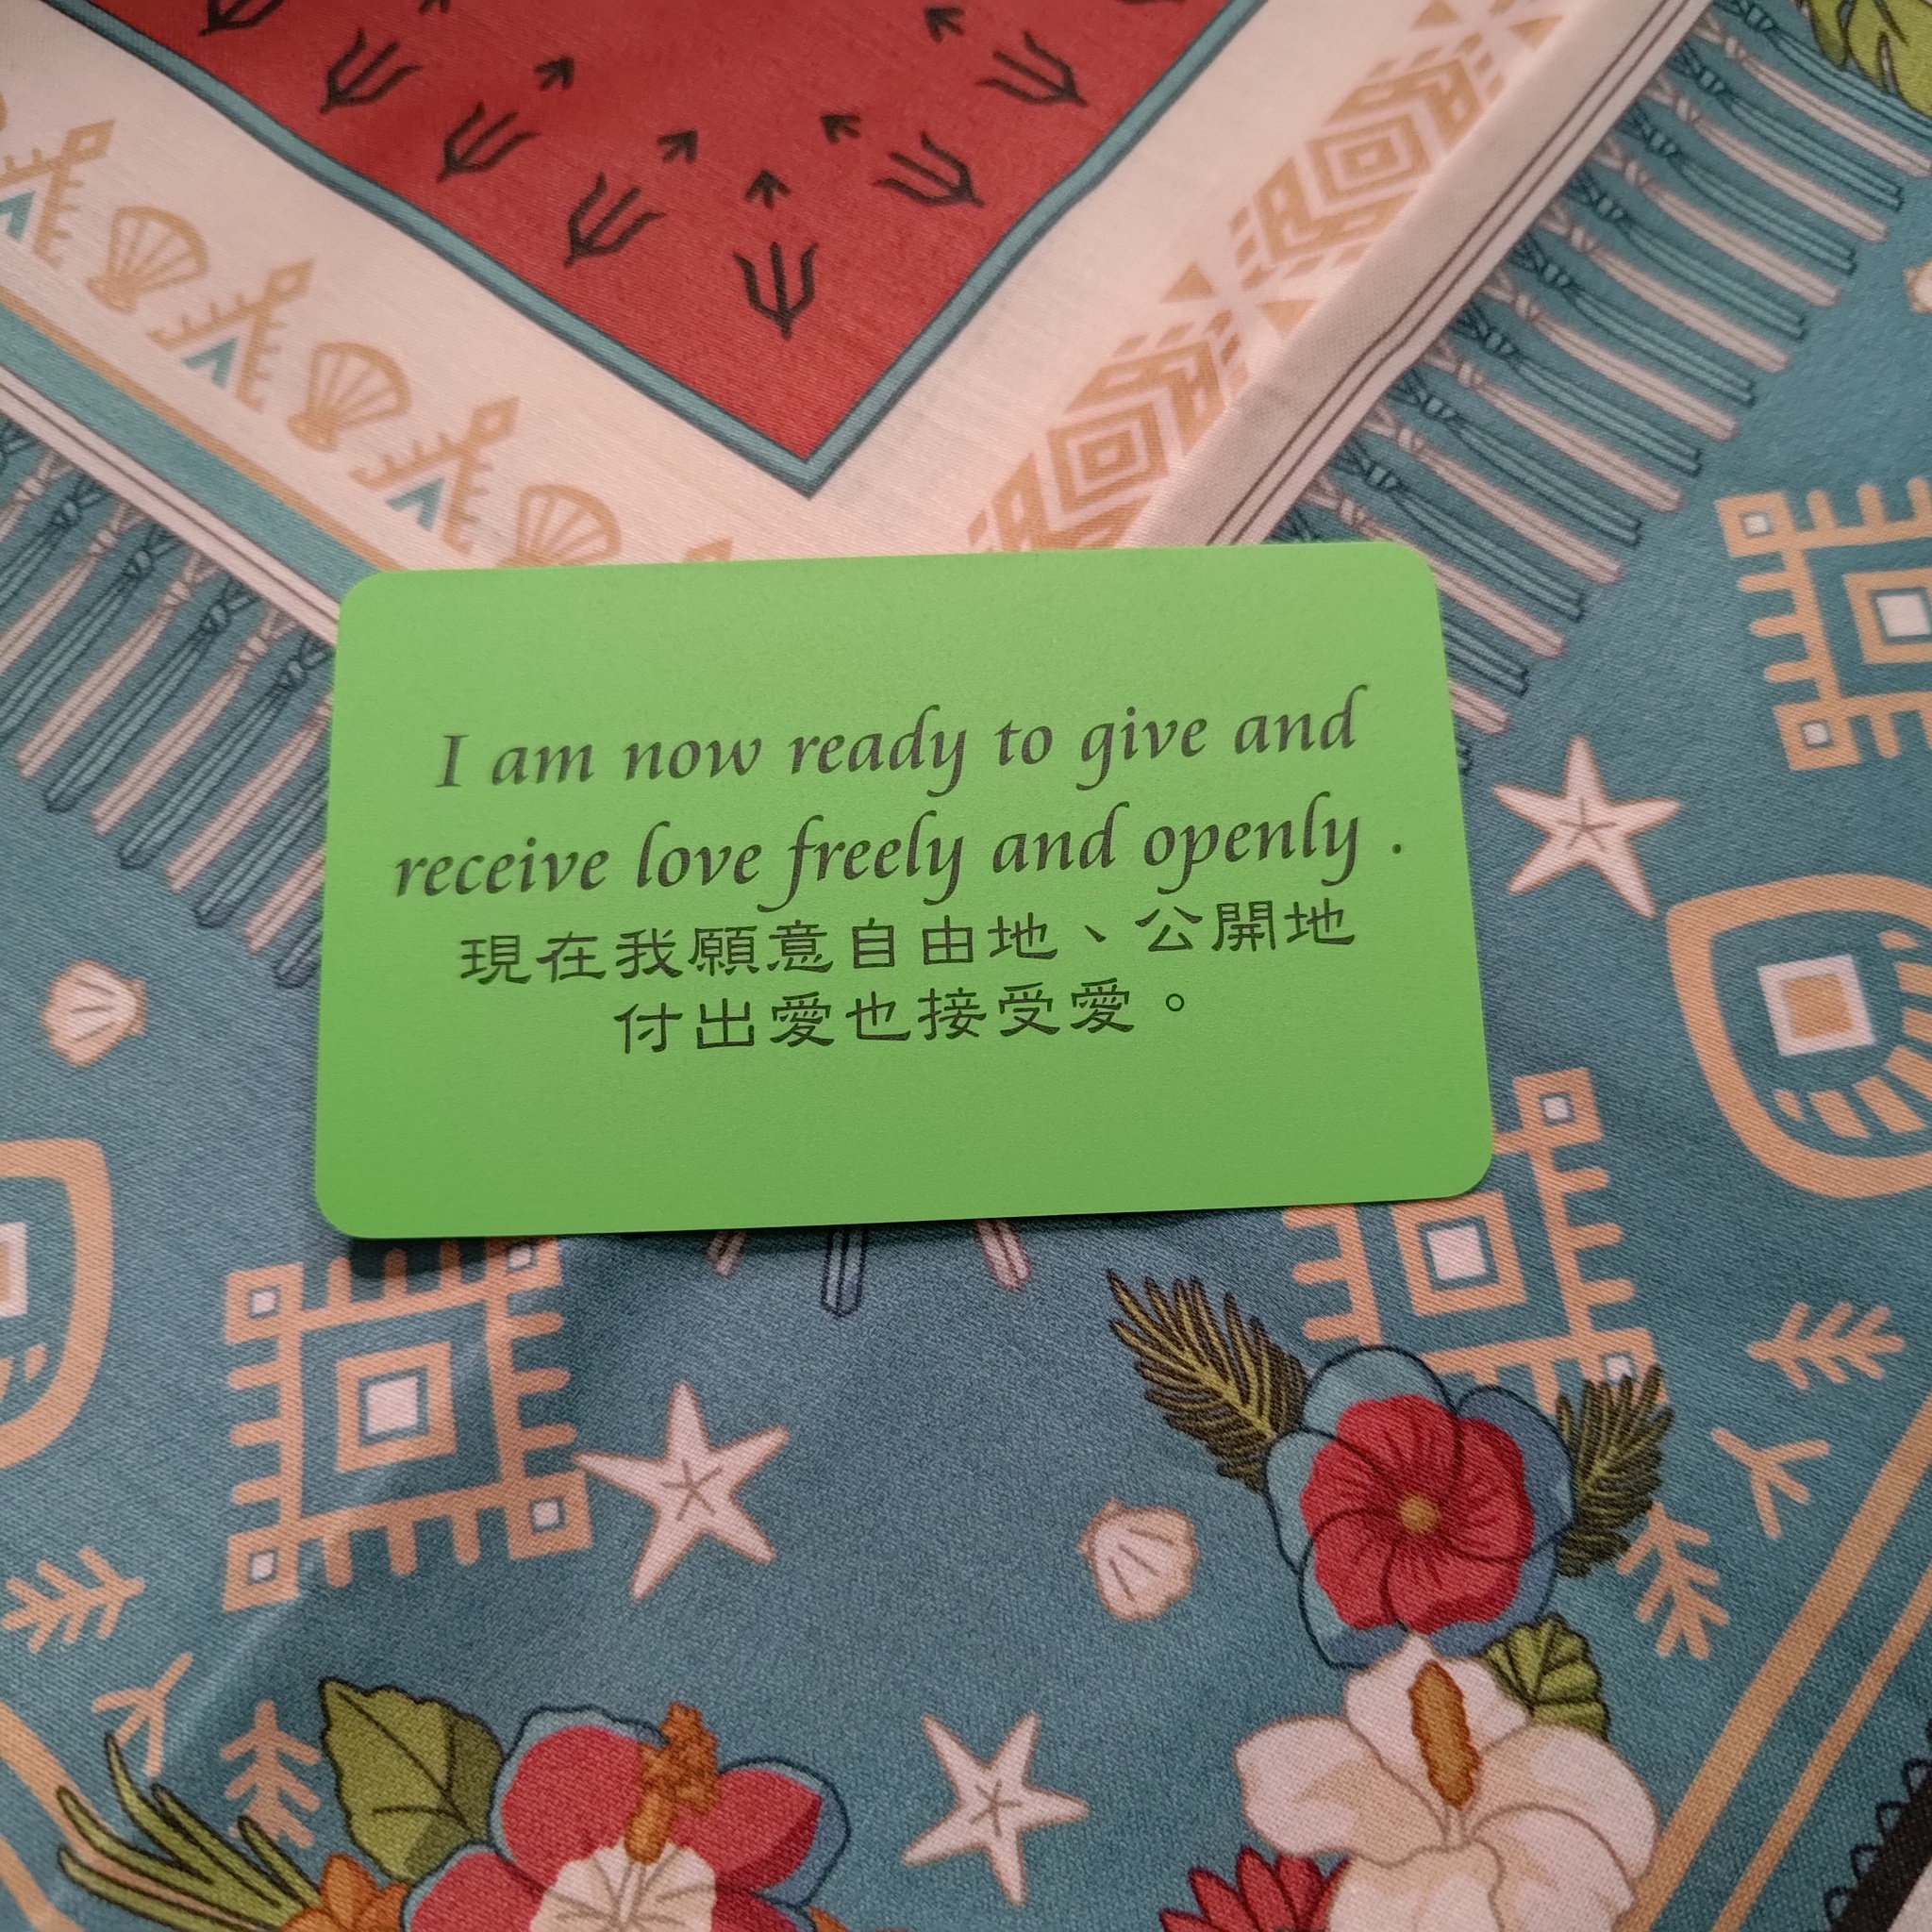 I am now ready to give and
receive love freely and openly .
現在我願意自由地、公開地
付出愛也接受愛。